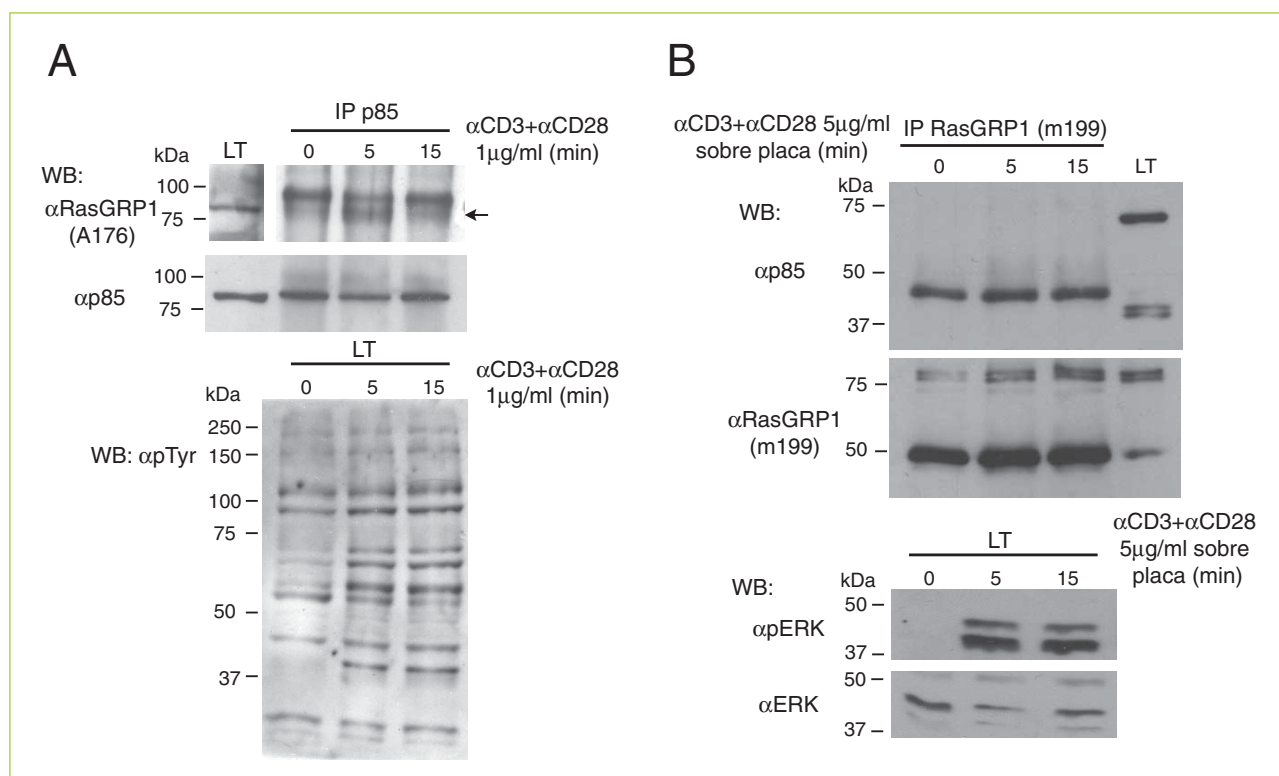 A
IP p85
αCD3+αCD28
1μg/ml (min)
kDa
LT
0 5 15
WB:
100
αRasGRP1
(A176)
75
100
αp85
75
LT
αCD3+αCD28
1μg/ml (min)
kDa
0 5 15
250
WB: αpTyr
150
100
75
50
37
B
αCD3+αCD28 5μg/ml
sobre placa (min)
IP RasGRP1 (m199)
0 5 15 LT
kDa
75
WB:
αp85
50
37
75
αRasGRP1
(m199)
50
LT
αCD3+αCD28
5μg/ml sobre
placa (min)
0 5 15
WB:
kDa
50
αpERK
37
50
αERK
37